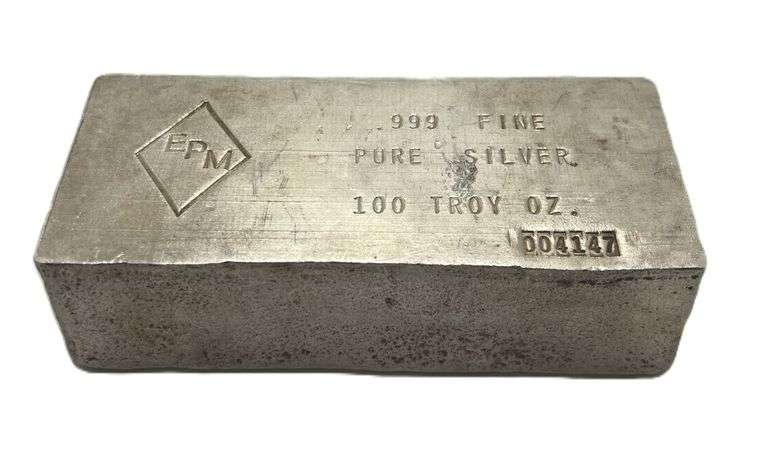 EPM
.999 FINE
PURE SILVER
100 TROY OZ.
004147